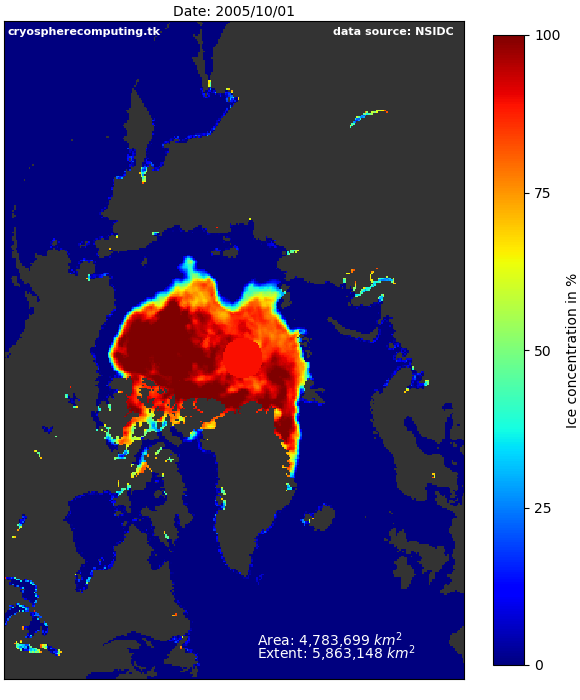 Date: 2005/10/01
cryospherecomputing.tk
data source: NSIDC
100
75
50
25
0
Ice concentration in %
Area: 4,783,699 km²
Extent: 5,863,148 km²